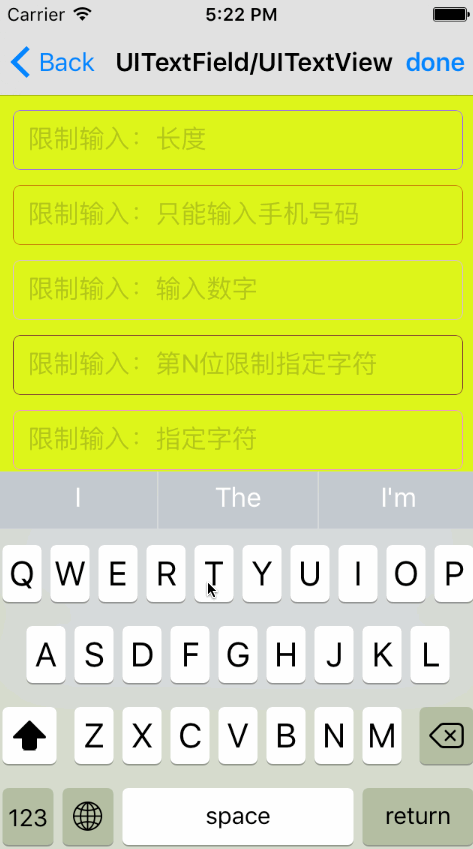 Carrier 5:22 PM
Back UITextField/UITextView done
限制输入：长度
限制输入：只能输入手机号码
限制输入：输入数字
限制输入：第N位限制指定字符
限制输入：指定字符
I The I'm
Q W E R T Y U I O P
A S D F G H J K L
Z X C V B N M
123 space return